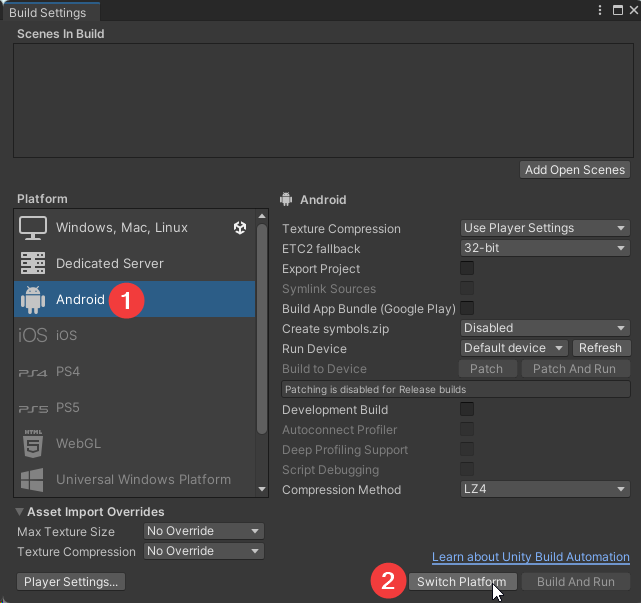 Build Settings
Scenes In Build
Add Open Scenes
Platform
Windows, Mac, Linux
Dedicated Server
Android
1
iOS iOS
PS4 PS4
PS5 PS5
HTML 5 WebGL
Universal Windows Platform
Android
Texture Compression Use Player Settings
ETC2 fallback 32-bit
Export Project
Symlink Sources
Build App Bundle (Google Play)
Create symbols.zip Disabled
Run Device Default device Refresh
Build to Device Patch Patch And Run
Patching is disabled for Release builds
Development Build
Autoconnect Profiler
Deep Profiling Support
Script Debugging
Compression Method LZ4
Asset Import Overrides
Max Texture Size No Override
Texture Compression No Override
Learn about Unity Build Automation
Player Settings... 2 Switch Platform Build And Run